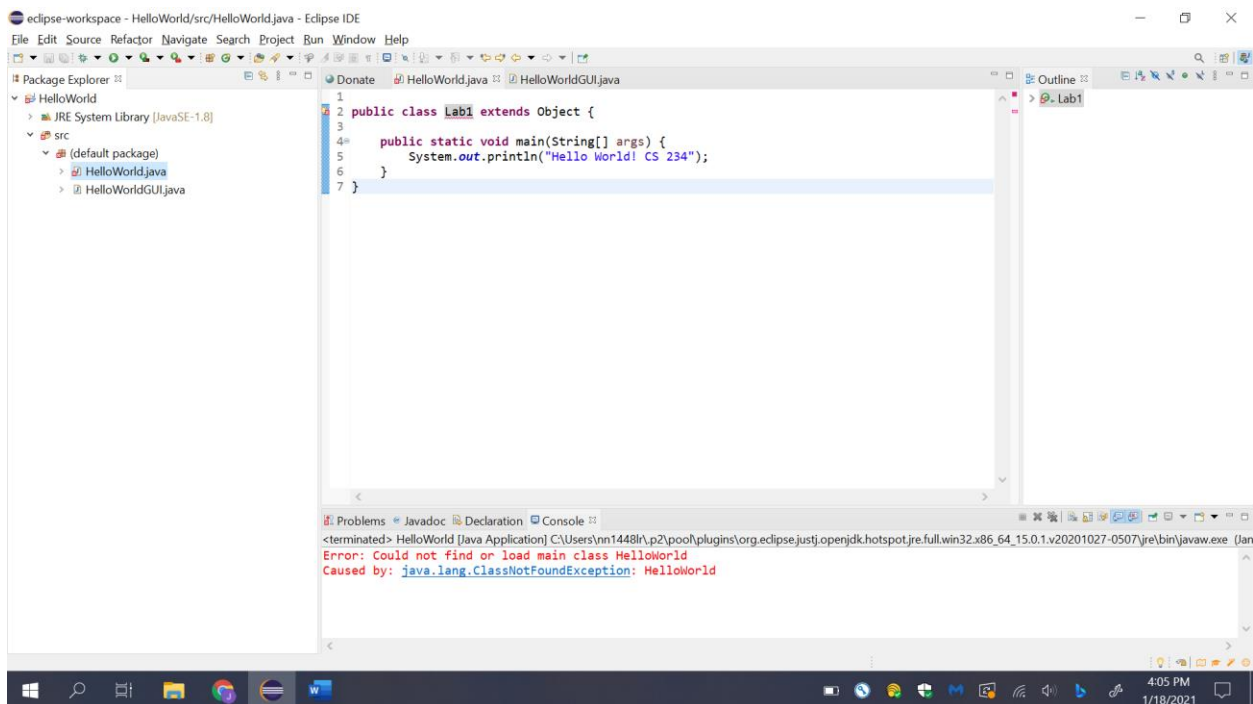 eclipse-workspace - HelloWorld/src/HelloWorld.java - Eclipse IDE
File Edit Source Refactor Navigate Search Project Run Window Help
Package Explorer
Donate HelloWorld.java HelloWorldGUI.java
Outline
HelloWorld
JRE System Library [JavaSE-1.8]
src
(default package)
HelloWorld.java
HelloWorldGUI.java
1
2 public class Lab1 extends Object {
3
4 public static void main(String[] args) {
5 System.out.println("Hello World! CS 234");
6 }
7 }
Lab1
Problems Javadoc Declaration Console
<terminated> HelloWorld [Java Application] C:\Users\nn1448lr\.p2\pool\plugins\org.eclipse.justj.openjdk.hotspot.jre.full.win32.x86_64_15.0.1.v20201027-0507\jre\bin\javaw.exe (Jan
Error: Could not find or load main class HelloWorld
Caused by: java.lang.ClassNotFoundException: HelloWorld
4:05 PM
1/18/2021